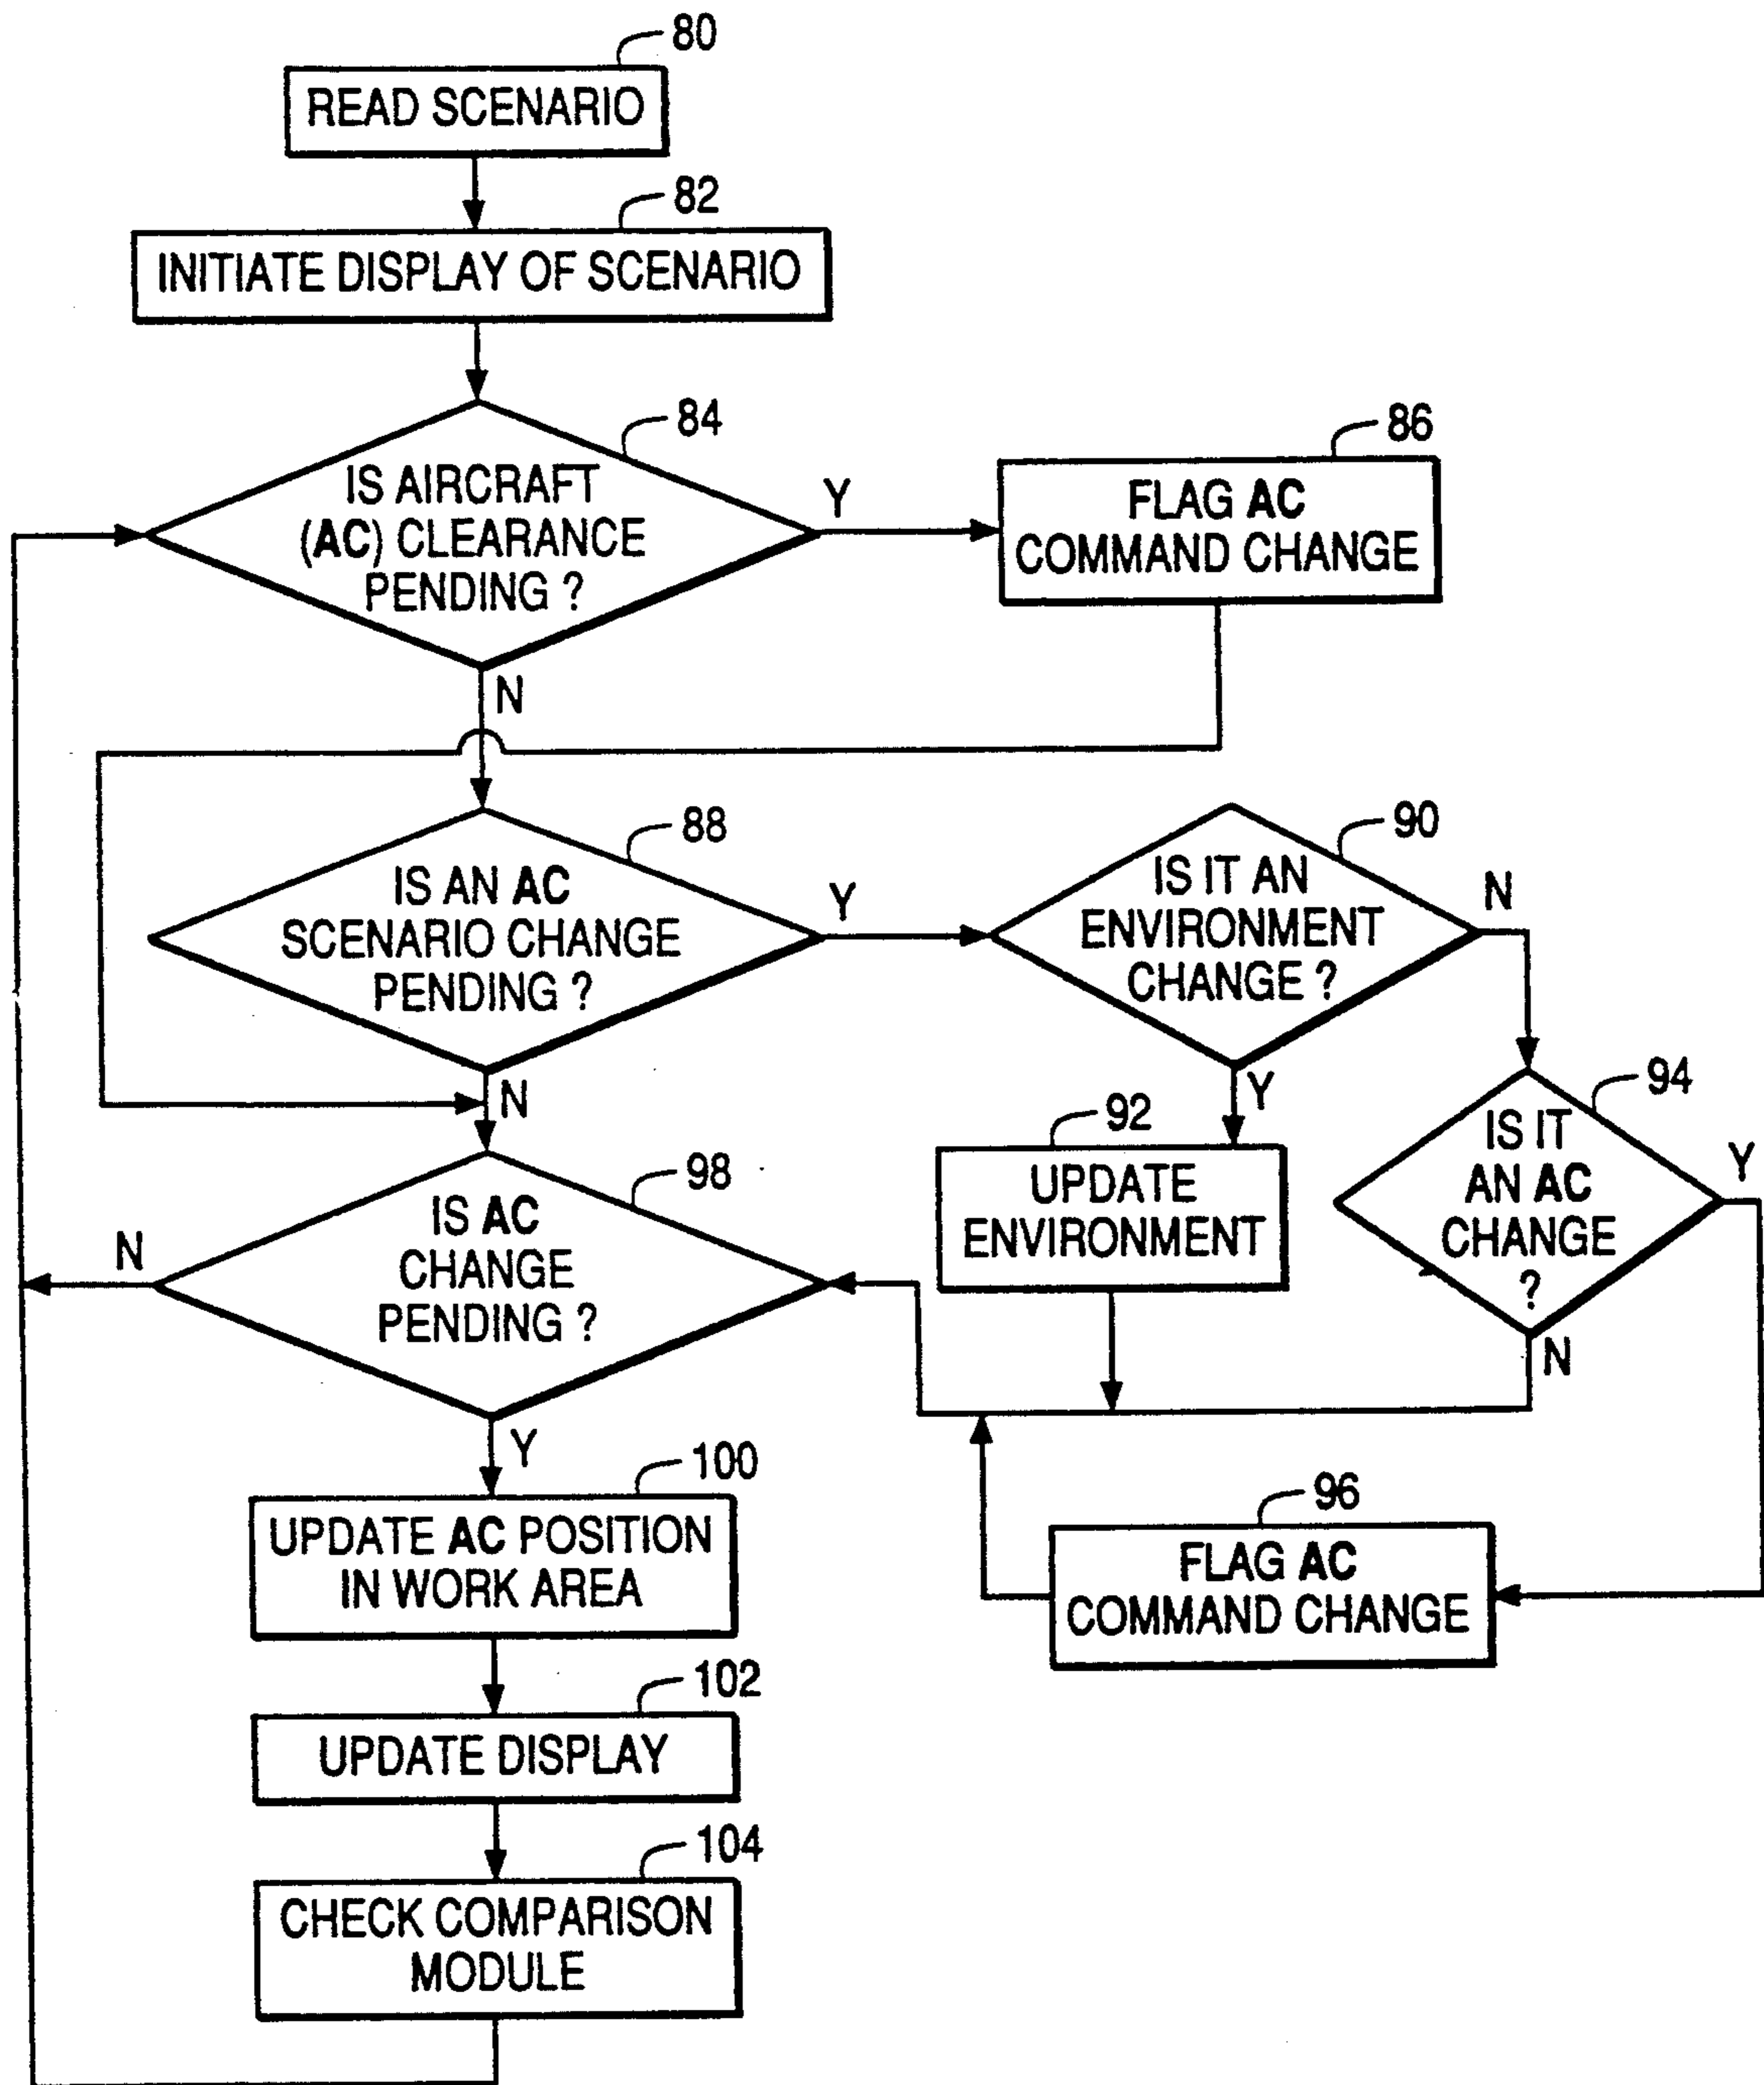 80
READ SCENARIO
82
INITIATE DISPLAY OF SCENARIO
84
IS AIRCRAFT
(AC) CLEARANCE
PENDING ?
Y
N
86
FLAG AC
COMMAND CHANGE
88
IS AN AC
SCENARIO CHANGE
PENDING ?
Y
N
90
IS IT AN
ENVIRONMENT
CHANGE ?
N
Y
92
UPDATE
ENVIRONMENT
94
IS IT
AN AC
CHANGE
?
Y
N
98
IS AC
CHANGE
PENDING ?
N
Y
96
FLAG AC
COMMAND CHANGE
100
UPDATE AC POSITION
IN WORK AREA
102
UPDATE DISPLAY
104
CHECK COMPARISON
MODULE